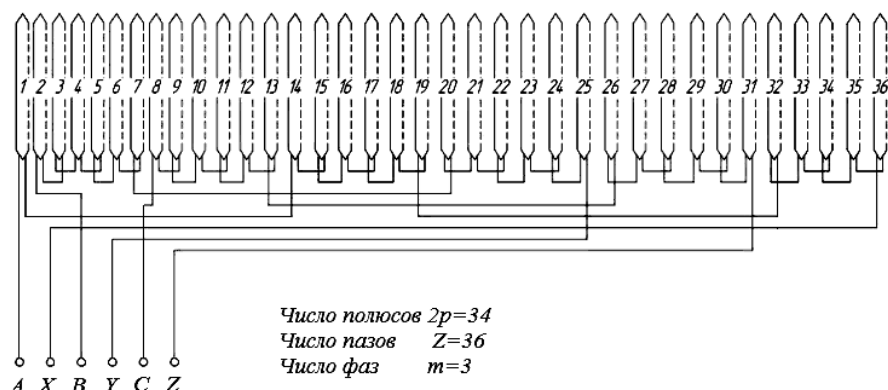 1 2 3 4 5 6 7 8 9 10 11 12 13 14 15 16 17 18 19 20 21 22 23 24 25 26 27 28 29 30 31 32 33 34 35 36
Число полюсов 2p=34
Число пазов Z=36
Число фаз m=3
A X B Y C Z